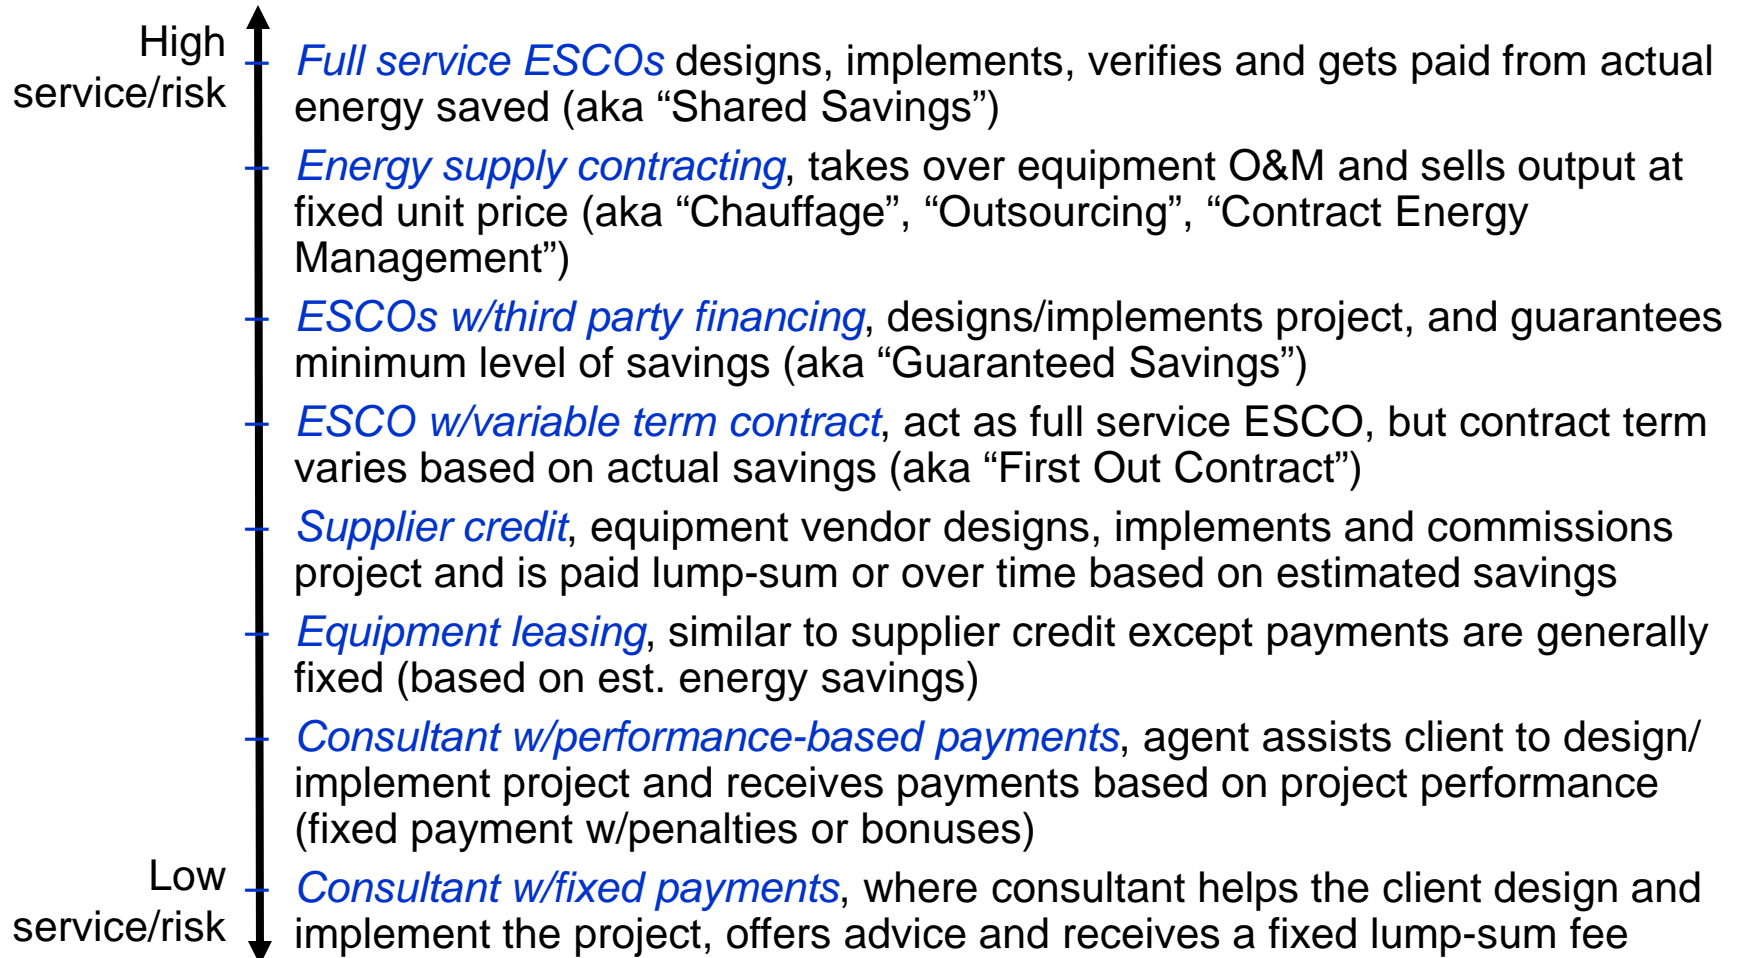 High
service/risk
– Full service ESCOs designs, implements, verifies and gets paid from actual
energy saved (aka “Shared Savings”)
– Energy supply contracting, takes over equipment O&M and sells output at
fixed unit price (aka “Chauffage”, “Outsourcing”, “Contract Energy
Management”)
– ESCOs w/third party financing, designs/implements project, and guarantees
minimum level of savings (aka “Guaranteed Savings”)
– ESCO w/variable term contract, act as full service ESCO, but contract term
varies based on actual savings (aka “First Out Contract”)
– Supplier credit, equipment vendor designs, implements and commissions
project and is paid lump-sum or over time based on estimated savings
– Equipment leasing, similar to supplier credit except payments are generally
fixed (based on est. energy savings)
– Consultant w/performance-based payments, agent assists client to design/
implement project and receives payments based on project performance
(fixed payment w/penalties or bonuses)
Low
service/risk
– Consultant w/fixed payments, where consultant helps the client design and
implement the project, offers advice and receives a fixed lump-sum fee